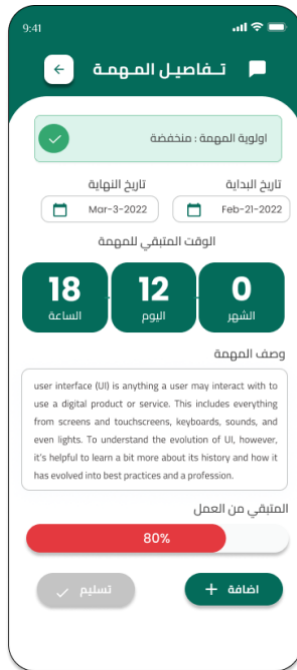 9:41
تـفاصيـل المـهمـة
اولوية المهمة : منخفضة
تاريخ البداية
تاريخ النهاية
Feb-21-2022
Mar-3-2022
الوقت المتبقي للمهمة
0
الشهر
12
اليوم
18
الساعة
وصف المهمة
user interface (UI) is anything a user may interact with to
use a digital product or service. This includes everything
from screens and touchscreens, keyboards, sounds, and
even lights. To understand the evolution of UI, however,
it's helpful to learn a bit more about its history and how it
has evolved into best practices and a profession.
المتبقي من العمل
80%
اضافة +
تسليم